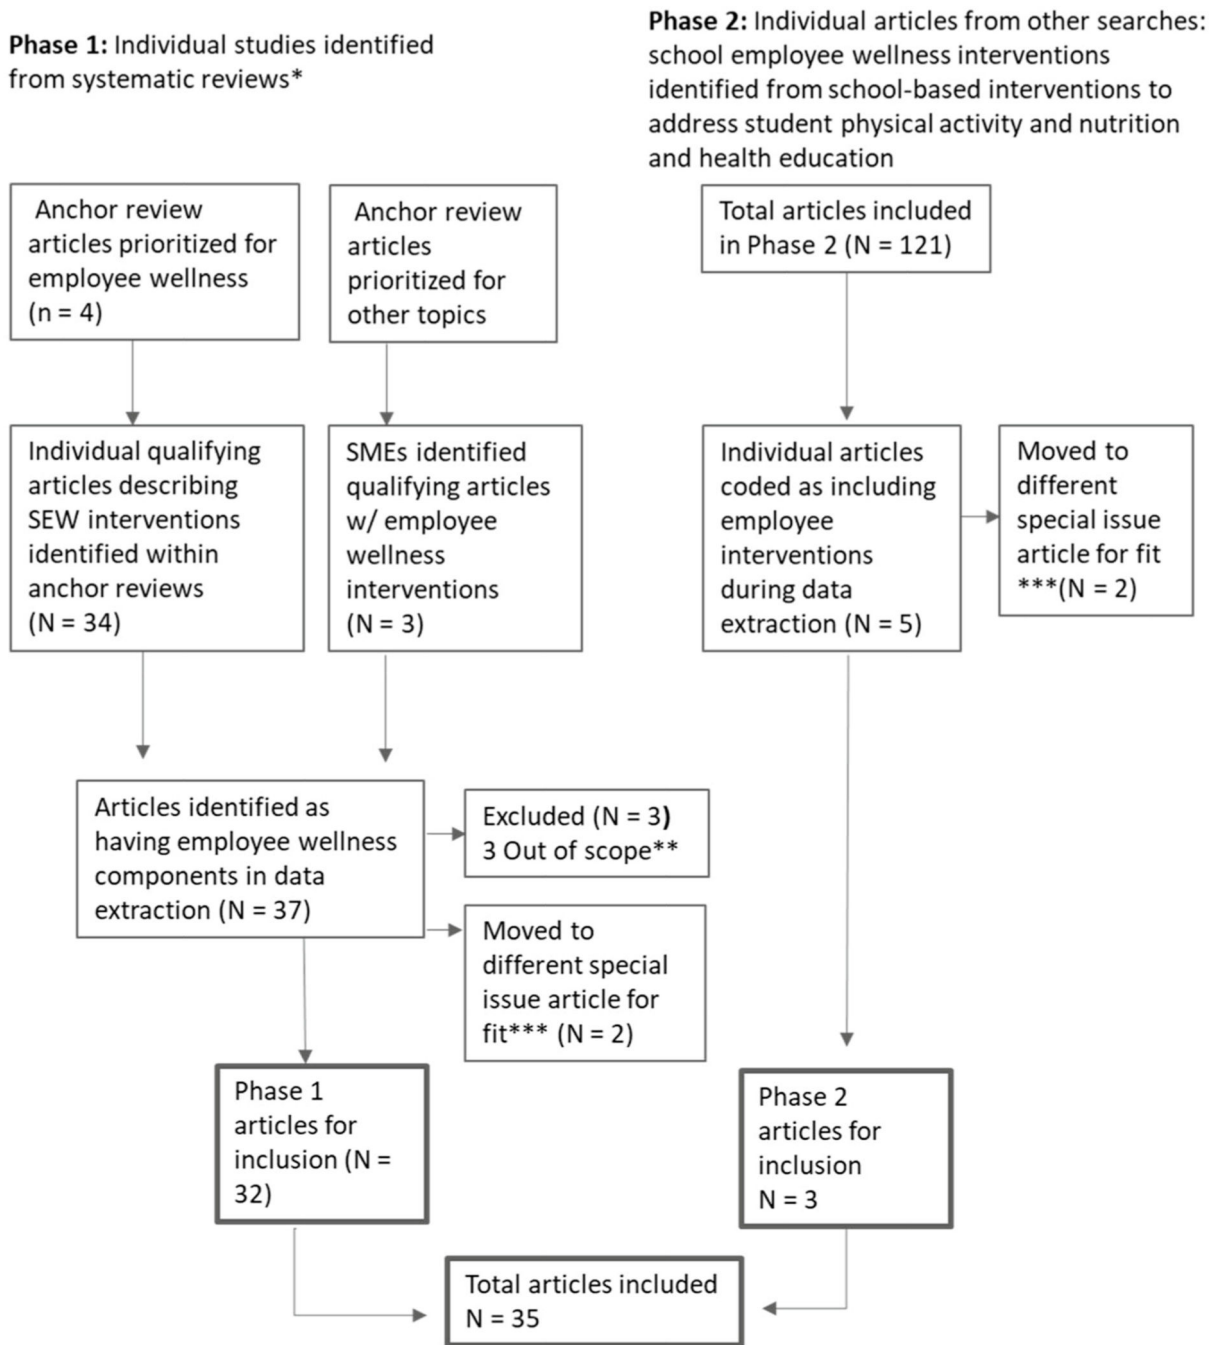 Phase 1: Individual studies identified
from systematic reviews*
Phase 2: Individual articles from other searches:
school employee wellness interventions
identified from school-based interventions to
address student physical activity and nutrition
and health education
Anchor review
articles prioritized for
employee wellness
(n = 4)
Anchor review
articles
prioritized for
other topics
Total articles included
in Phase 2 (N = 121)
Individual qualifying
articles describing
SEW interventions
identified within
anchor reviews
(N = 34)
SMEs identified
qualifying articles
w/ employee
wellness
interventions
(N = 3)
Individual articles
coded as including
employee
interventions
during data
extraction (N = 5)
Moved to
different
special issue
article for fit
***(N = 2)
Articles identified as
having employee wellness
components in data
extraction (N = 37)
Excluded (N = 3)
3 Out of scope**
Moved to
different special
issue article for
fit*** (N = 2)
Phase 1
articles for
inclusion (N =
32)
Phase 2
articles for
inclusion
N = 3
Total articles included
N = 35